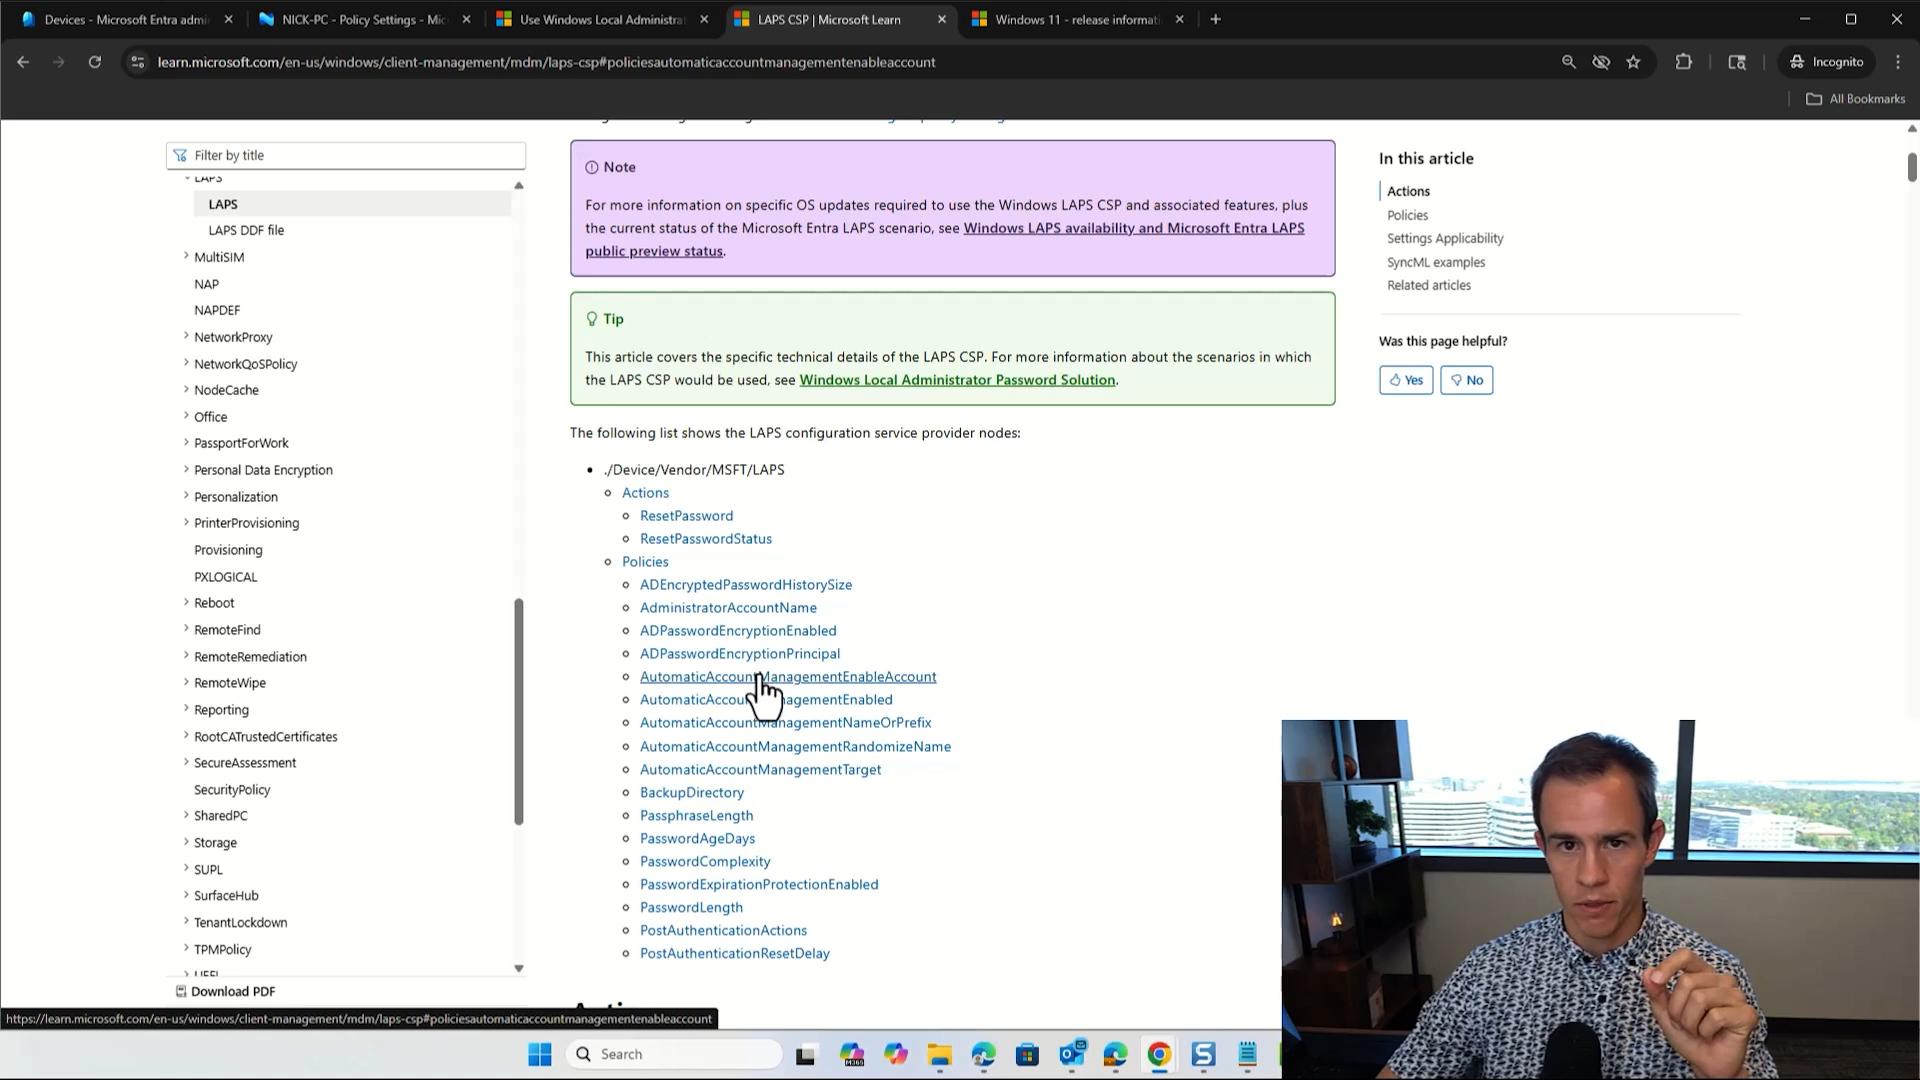 Devices - Microsoft Entra admi
NICK-PC - Policy Settings - Mic
Use Windows Local Administra
LAPS CSP | Microsoft Learn
Windows 11 - release informati
learn.microsoft.com/en-us/windows/client-management/mdm/laps-csp#policiesautomaticaccountmanagementenableaccount
Incognito
All Bookmarks
Filter by title
LAPS
LAPS
LAPS DDF file
MultiSIM
NAP
NAPDEF
NetworkProxy
NetworkQoSPolicy
NodeCache
Office
PassportForWork
Personal Data Encryption
Personalization
PrinterProvisioning
Provisioning
PXLOGICAL
Reboot
RemoteFind
RemoteRemediation
RemoteWipe
Reporting
RootCATrustedCertificates
SecureAssessment
SecurityPolicy
SharedPC
Storage
SUPL
SurfaceHub
TenantLockdown
TPMPolicy
UEFI
Download PDF
Note
For more information on specific OS updates required to use the Windows LAPS CSP and associated features, plus
the current status of the Microsoft Entra LAPS scenario, see Windows LAPS availability and Microsoft Entra LAPS
public preview status.
Tip
This article covers the specific technical details of the LAPS CSP. For more information about the scenarios in which
the LAPS CSP would be used, see Windows Local Administrator Password Solution.
The following list shows the LAPS configuration service provider nodes:
./Device/Vendor/MSFT/LAPS
Actions
ResetPassword
ResetPasswordStatus
Policies
ADEncryptedPasswordHistorySize
AdministratorAccountName
ADPasswordEncryptionEnabled
ADPasswordEncryptionPrincipal
AutomaticAccountManagementEnableAccount
AutomaticAccountManagementEnabled
AutomaticAccountManagementNameOrPrefix
AutomaticAccountManagementRandomizeName
AutomaticAccountManagementTarget
BackupDirectory
PassphraseLength
PasswordAgeDays
PasswordComplexity
PasswordExpirationProtectionEnabled
PasswordLength
PostAuthenticationActions
PostAuthenticationResetDelay
In this article
Actions
Policies
Settings Applicability
SyncML examples
Related articles
Was this page helpful?
Yes
No
https://learn.microsoft.com/en-us/windows/client-management/mdm/laps-csp#policiesautomaticaccountmanagementenableaccount
Search
M365